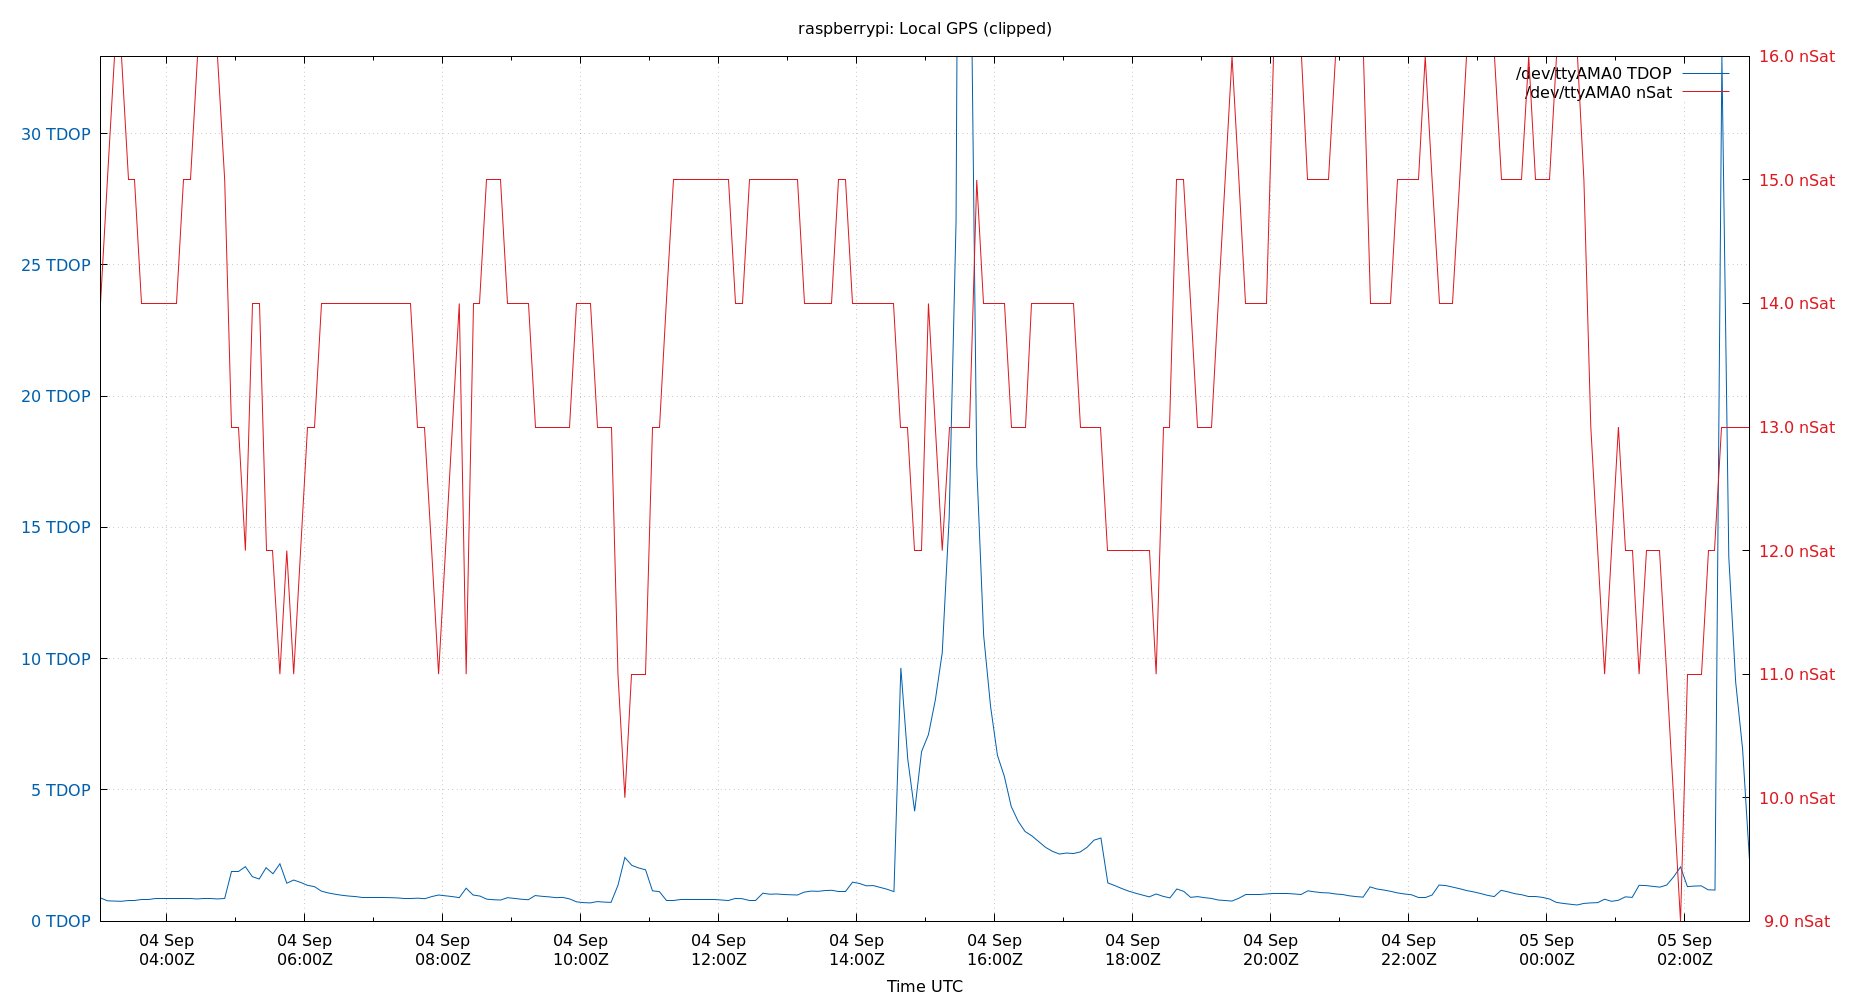 raspberrypi: Local GPS (clipped)
/dev/ttyAMA0 TDOP
/dev/ttyAMA0 nSat
30 TDOP
25 TDOP
20 TDOP
15 TDOP
10 TDOP
5 TDOP
0 TDOP
16.0 nSat
15.0 nSat
14.0 nSat
13.0 nSat
12.0 nSat
11.0 nSat
10.0 nSat
9.0 nSat
04 Sep 04 Sep 04 Sep 04 Sep 04 Sep 04 Sep 04 Sep 04 Sep 04 Sep 04 Sep 05 Sep 05 Sep
04:00Z 06:00Z 08:00Z 10:00Z 12:00Z 14:00Z 16:00Z 18:00Z 20:00Z 22:00Z 00:00Z 02:00Z
Time UTC